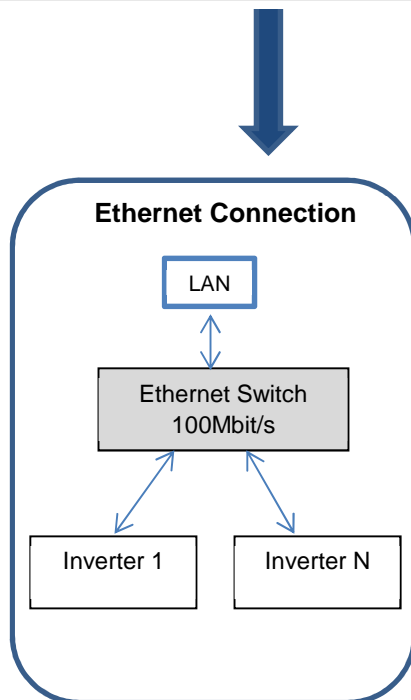 Ethernet Connection
LAN
Ethernet Switch
100Mbit/s
Inverter 1
Inverter N